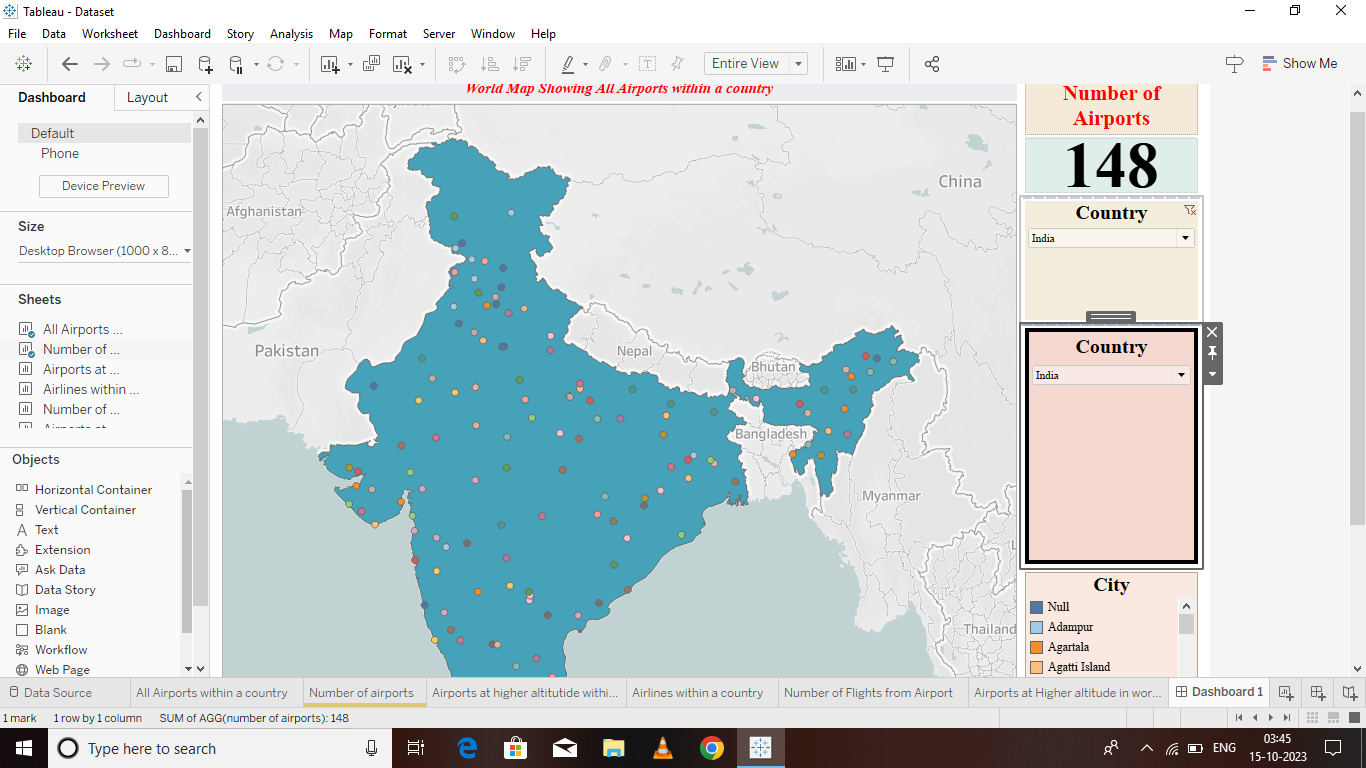 Tableau - Dataset
File Data Worksheet Dashboard Story Analysis Map Format Server Window Help
Entire View
Show Me
Dashboard
Layout
Default
Phone
Device Preview
Size
Desktop Browser (1000 x 8...
Sheets
All Airports ...
Number of ...
Airports at ...
Airlines within ...
Number of ...
Objects
Horizontal Container
Vertical Container
Text
Extension
Ask Data
Data Story
Image
Blank
Workflow
Web Page
World Map Showing All Airports within a country
Afghanistan
China
Pakistan
Nepal
Bhutan
Bangladesh
Myanmar
Thailand
Number of
Airports
148
Country
India
Country
India
City
Null
Adampur
Agartala
Agatti Island
Data Source
All Airports within a country
Number of airports
Airports at higher altitutude withi...
Airlines within a country
Number of Flights from Airport
Airports at Higher altitude in wor...
Dashboard 1
1 mark 1 row by 1 column SUM of AGG(number of airports): 148
Type here to search
ENG
03:45
15-10-2023